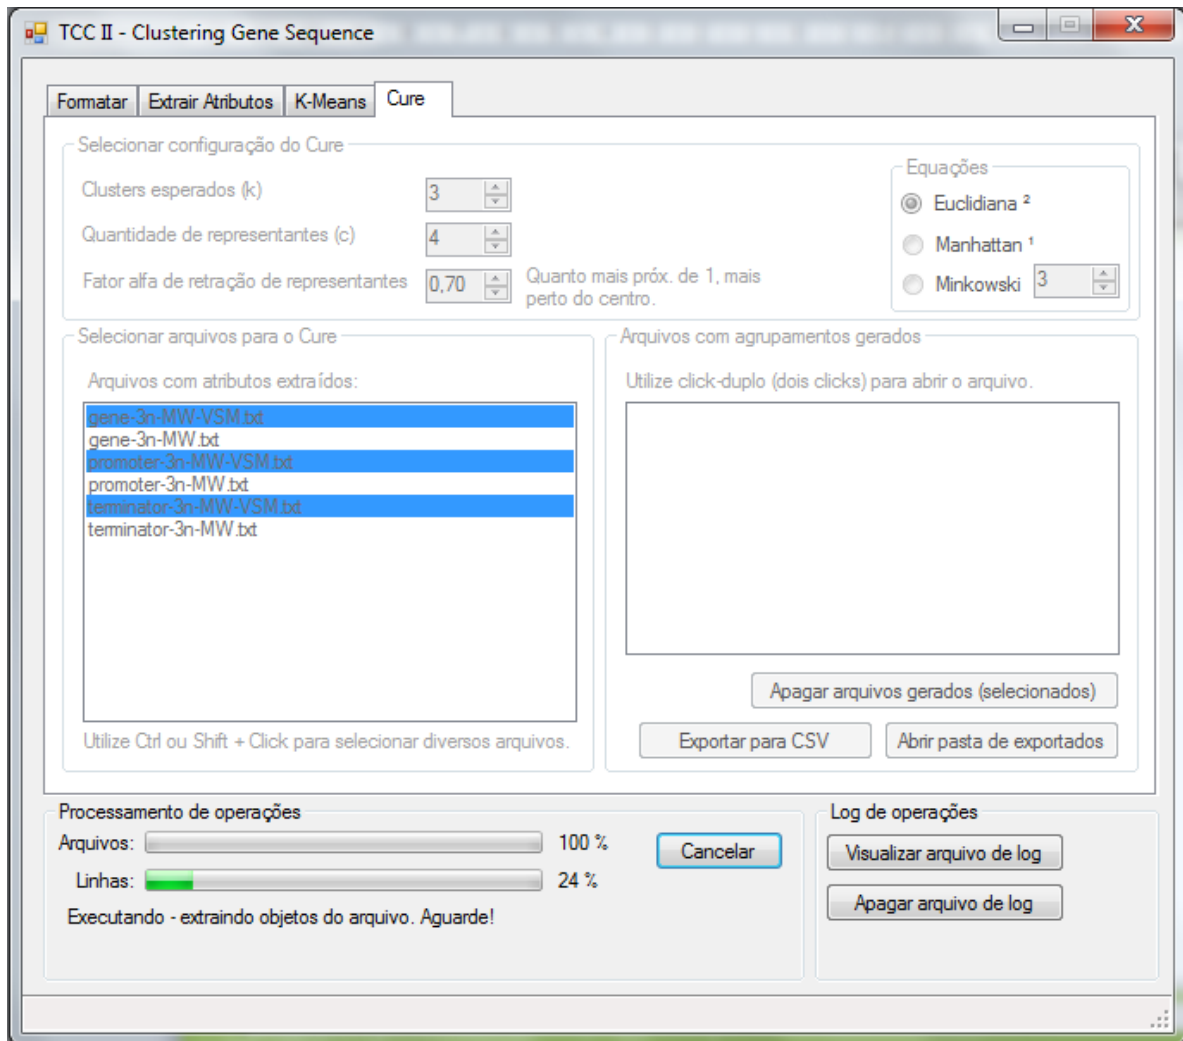 TCC II - Clustering Gene Sequence
Formatar
Extrair Atributos
K-Means
Cure
Selecionar configuração do Cure
Clusters esperados (k)
3
Quantidade de representantes (c)
4
Fator alfa de retração de representantes
0,70
Quanto mais próx. de 1, mais
perto do centro.
Equações
Euclidiana ²
Manhattan ¹
Minkowski
3
Selecionar arquivos para o Cure
Arquivos com atributos extraídos:
gene-3n-MW-VSM.txt
gene-3n-MW.txt
promoter-3n-MW-VSM.txt
promoter-3n-MW.txt
terminator-3n-MW-VSM.txt
terminator-3n-MW.txt
Utilize Ctrl ou Shift + Click para selecionar diversos arquivos.
Arquivos com agrupamentos gerados
Utilize click-duplo (dois clicks) para abrir o arquivo.
Apagar arquivos gerados (selecionados)
Exportar para CSV
Abrir pasta de exportados
Processamento de operações
Arquivos:
100 %
Linhas:
24 %
Cancelar
Executando - extraindo objetos do arquivo. Aguarde!
Log de operações
Visualizar arquivo de log
Apagar arquivo de log